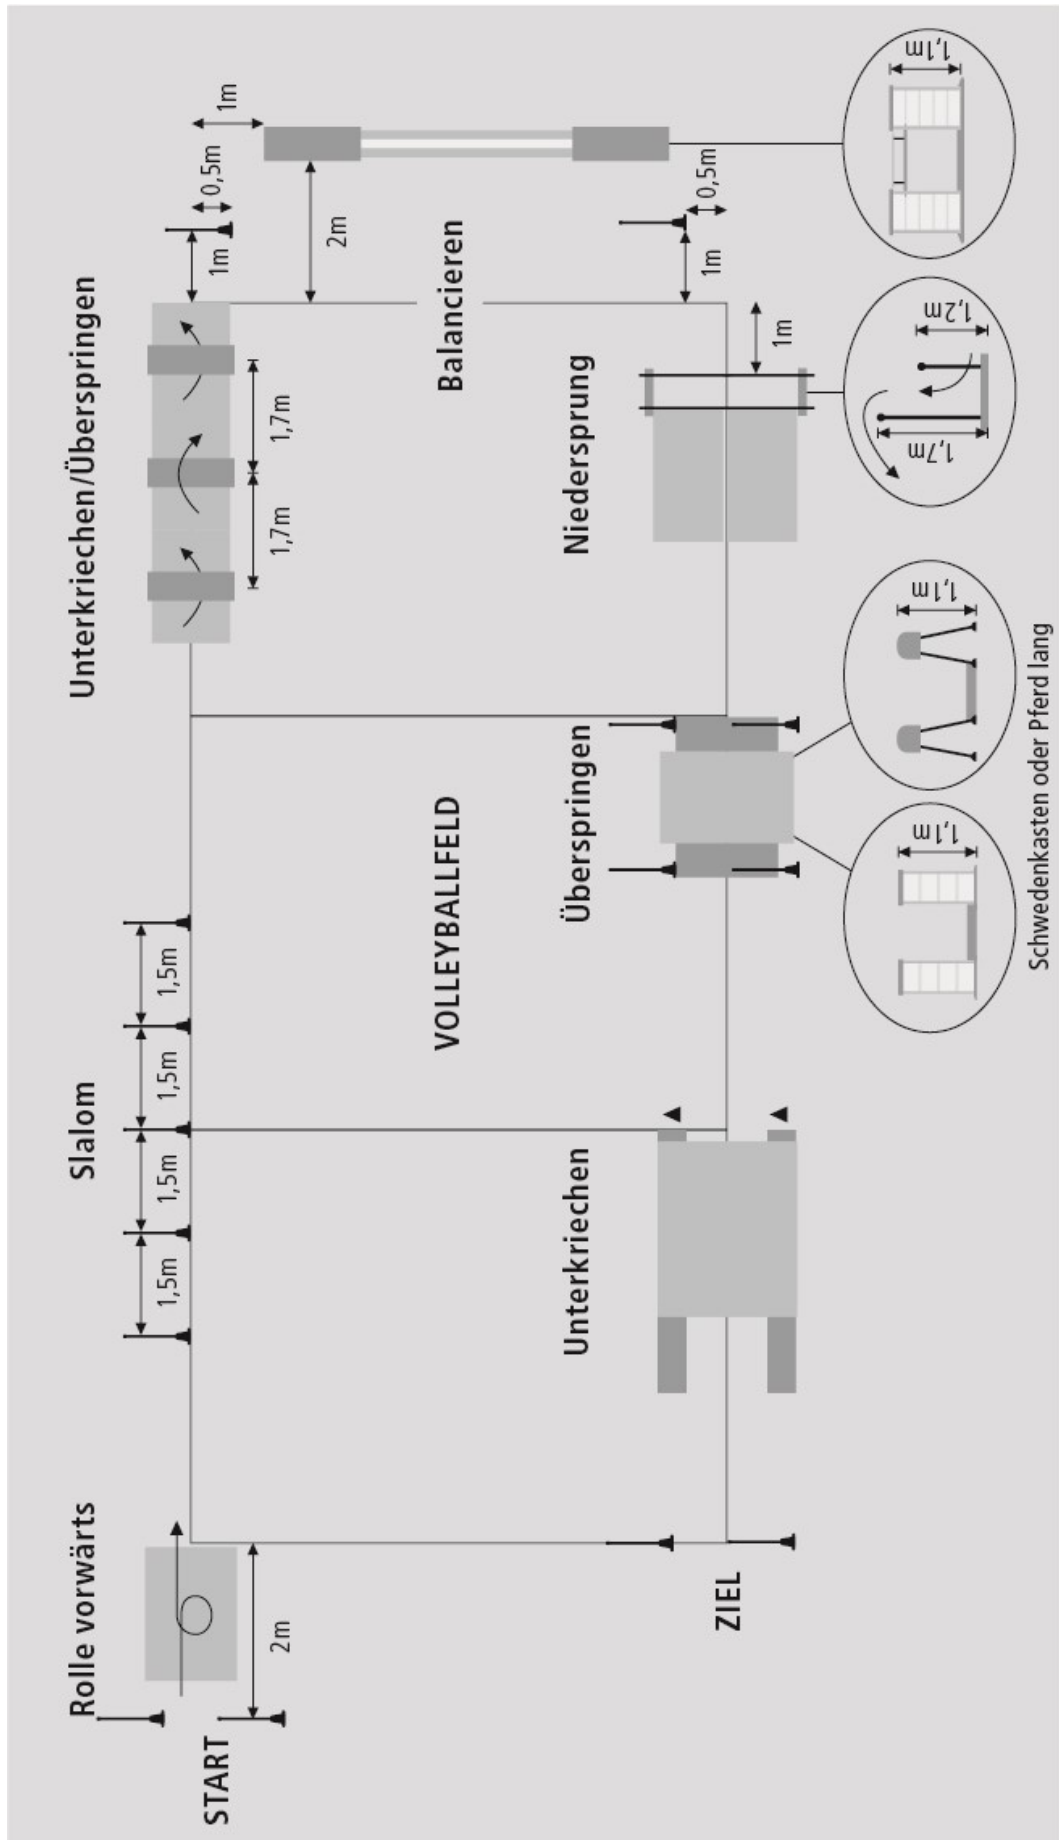 Rolle vorwärts
Slalom
Unterkriechen/Überspringen
START
2m
1,5m
1,5m
1,5m
1,5m
1,7m
1,7m
1m
0,5m
1m
2m
VOLLEYBALLFELD
Balancieren
ZIEL
Unterkriechen
Überspringen
Niedersprung
1m
1m
0,5m
1,1m
1,1m
1,7m
1,2m
1,1m
Schwedenkasten oder Pferd lang